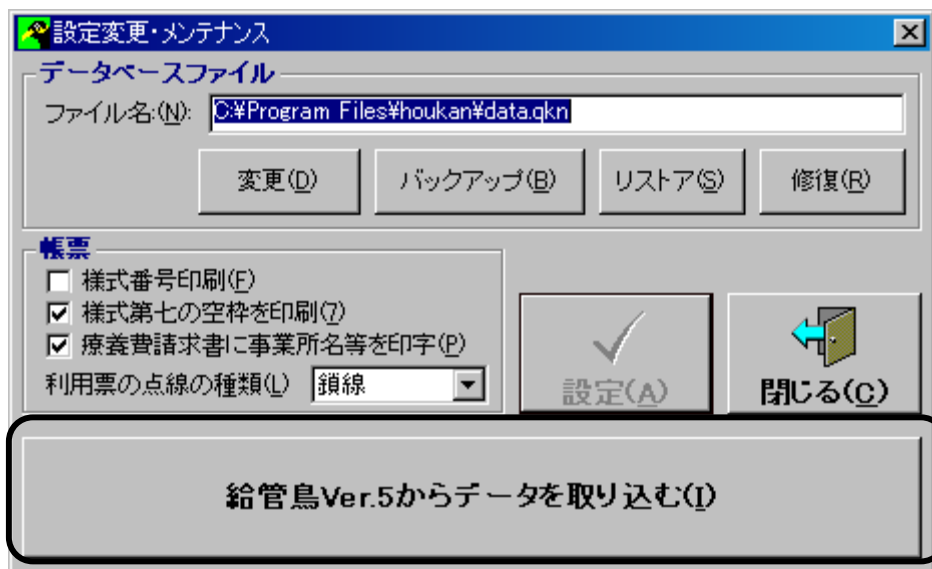 設定変更・メンテナンス
データベースファイル
ファイル名:(N): C:¥Program Files¥houkan¥data.qkn
変更(D) バックアップ(B) リストア(S) 修復(R)
帳票
様式番号印刷(F)
様式第七の空枠を印刷(7)
療養費請求書に事業所名等を印字(P)
利用票の点線の種類(L) 鎖線
設定(A) 閉じる(C)
給管鳥Ver.5からデータを取り込む(I)